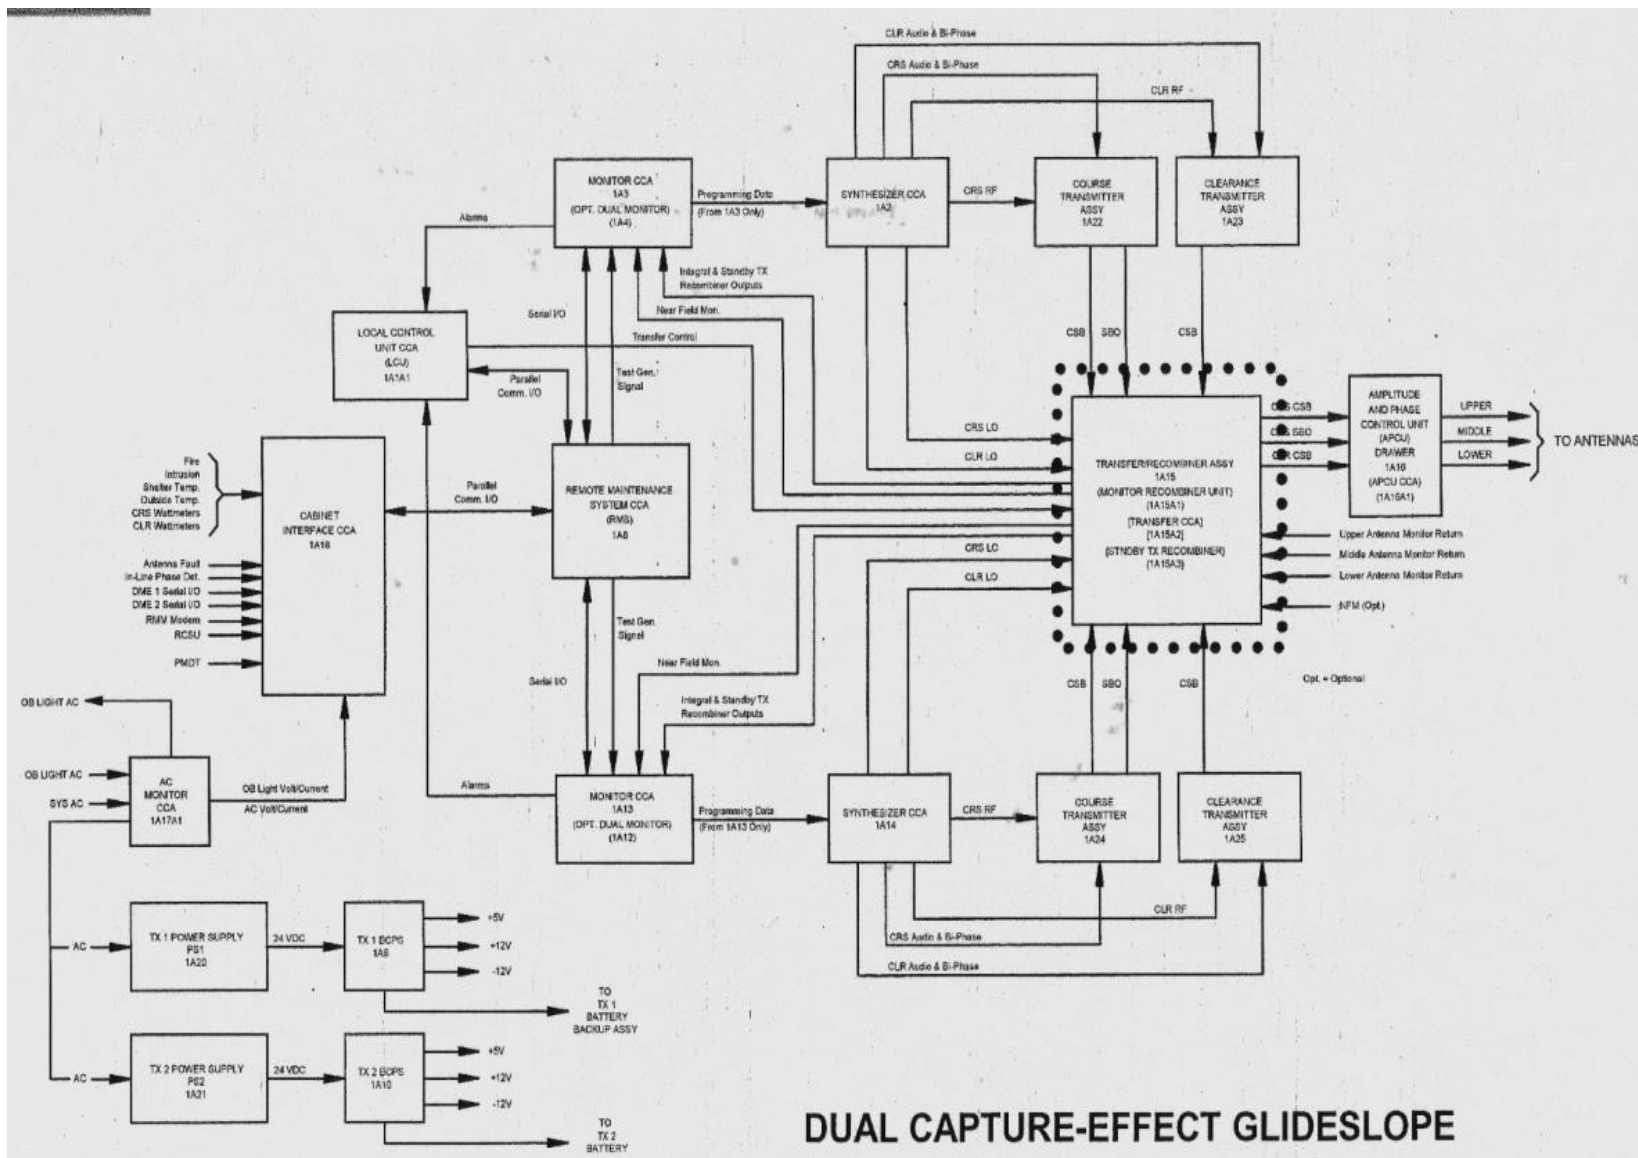 CLR Audio & Bi-Phase
CRS Audio & Bi-Phase
CLR RF
MONITOR CCA
1A3
(OPT. DUAL MONITOR)
(1A4)
Programming Data
(From 1A3 Only)
SYNTHESIZER CCA
1A2
CRS RF
COURSE
TRANSMITTER
ASSY
1A22
CLEARANCE
TRANSMITTER
ASSY
1A23
Alarms
Integral & Standby TX
Recombiner Outputs
Serial I/O
Near Field Mon.
LOCAL CONTROL
UNIT CCA
(LCU)
1A1A1
Transfer Control
CSB
SBO
CSB
Parallel
Comm. I/O
Test Gen.
Signal
CRS LO
CLR LO
CRS CSB
CRS SBO
CLR CSB
AMPLITUDE
AND PHASE
CONTROL UNIT
(APCU)
DRAWER
1A16
(APCU CCA)
(1A16A1)
UPPER
MIDDLE
LOWER
TO ANTENNAS
Fire
Intrusion
Shelter Temp.
Outside Temp.
CRS Wattmeters
CLR Wattmeters
CABINET
INTERFACE CCA
1A18
Parallel
Comm. I/O
REMOTE MAINTENANCE
SYSTEM CCA
(RMS)
1A8
TRANSFER/RECOMBINER ASSY
1A15
(MONITOR RECOMBINER UNIT)
(1A15A1)
[TRANSFER CCA]
[1A15A2]
{STNDBY TX RECOMBINER}
{1A15A3}
Upper Antenna Monitor Return
Middle Antenna Monitor Return
Lower Antenna Monitor Return
NFM (Opt.)
Antenna Fault
In-Line Phase Det.
DME 1 Serial I/O
DME 2 Serial I/O
RMM Modem
RCSU
PMDT
CRS LO
CLR LO
Test Gen.
Signal
Near Field Mon.
Serial I/O
Integral & Standby TX
Recombiner Outputs
CSB
SBO
CSB
Opt. = Optional
OB LIGHT AC
OB LIGHT AC
SYS AC
AC
MONITOR
CCA
1A17A1
OB Light Volt/Current
AC Volt/Current
Alarms
MONITOR CCA
1A13
(OPT. DUAL MONITOR)
(1A12)
Programming Data
(From 1A13 Only)
SYNTHESIZER CCA
1A14
CRS RF
COURSE
TRANSMITTER
ASSY
1A24
CLEARANCE
TRANSMITTER
ASSY
1A25
CLR RF
CRS Audio & Bi-Phase
CLR Audio & Bi-Phase
AC
TX 1 POWER SUPPLY
PS1
1A20
24 VDC
TX 1 BCPS
+5V
+12V
-12V
TO
TX 1
BATTERY
BACKUP ASSY
AC
TX 2 POWER SUPPLY
PS2
1A21
24 VDC
TX 2 BCPS
1A10
+5V
+12V
-12V
TO
TX 2
BATTERY
DUAL CAPTURE-EFFECT GLIDESLOPE